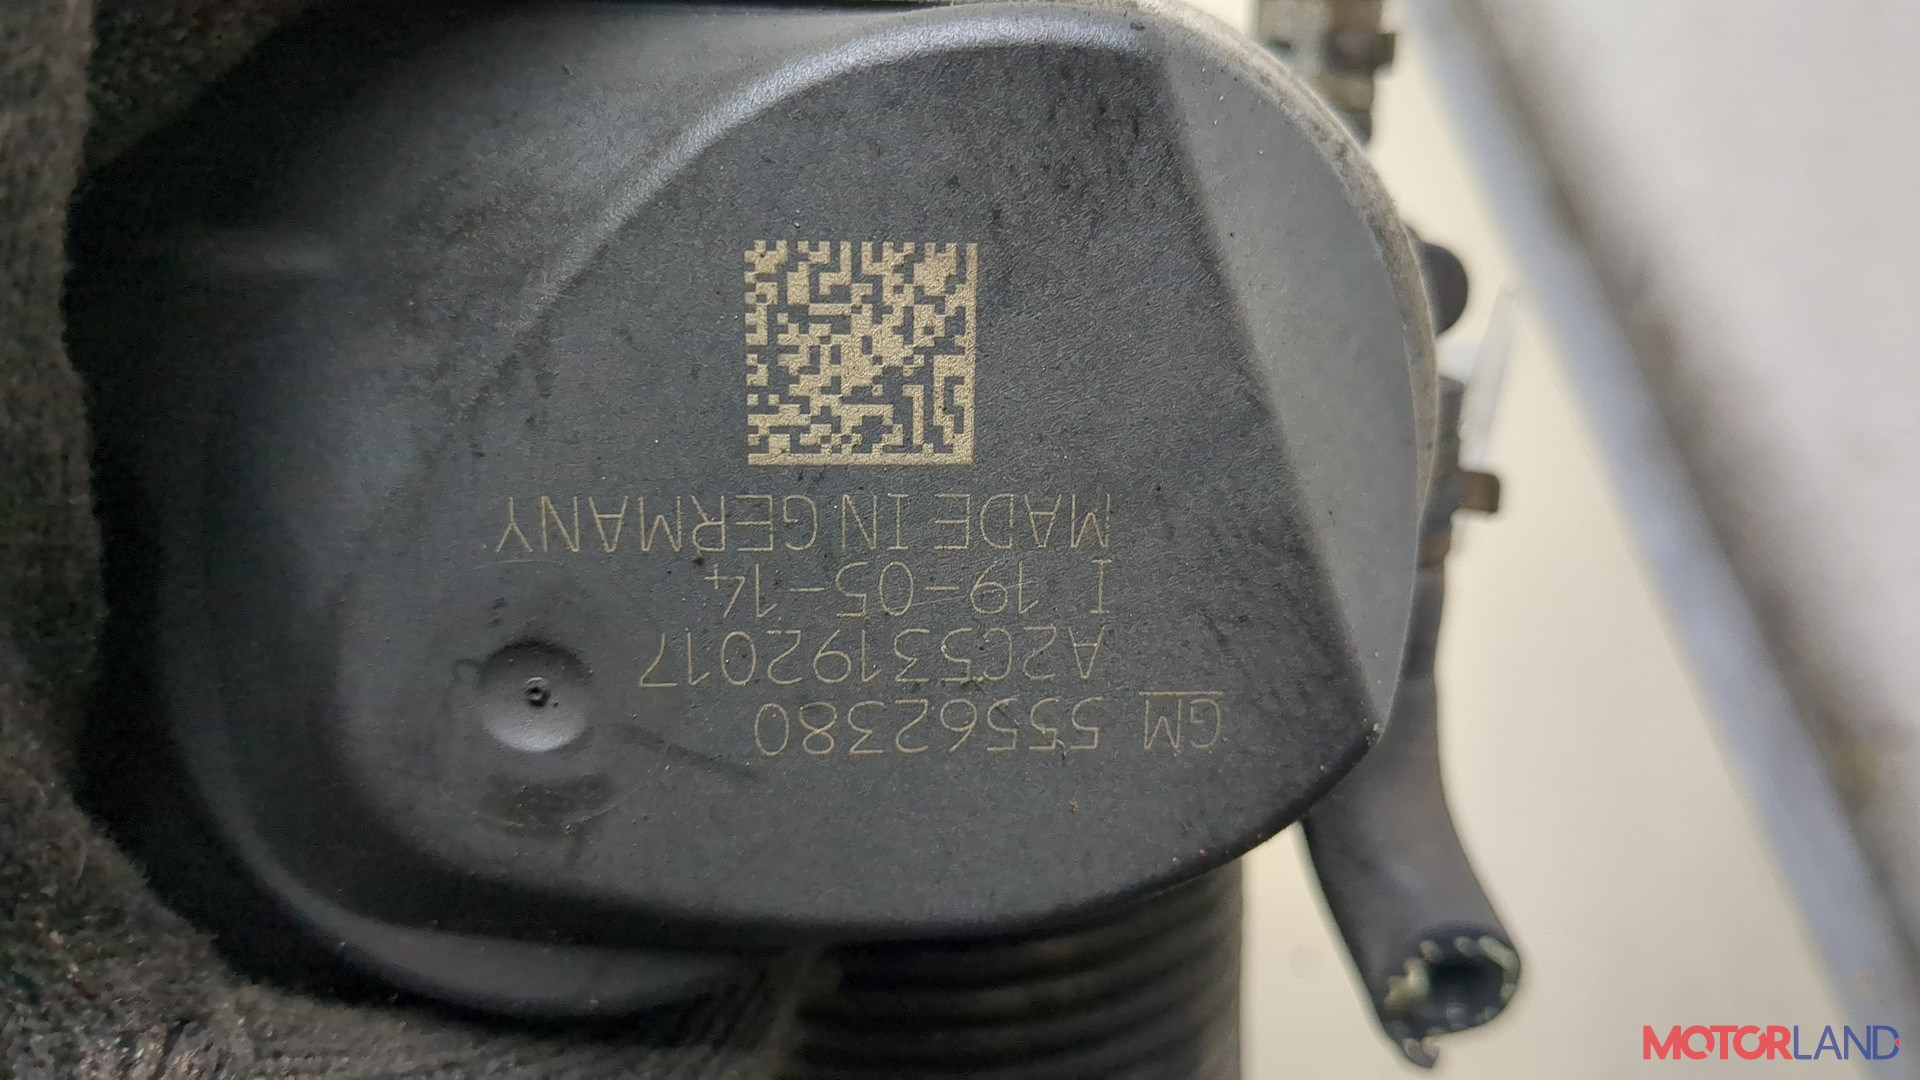 GM 55562380
A2C53192017
I 19-05-14
MADE IN GERMANY
MOTORLAND